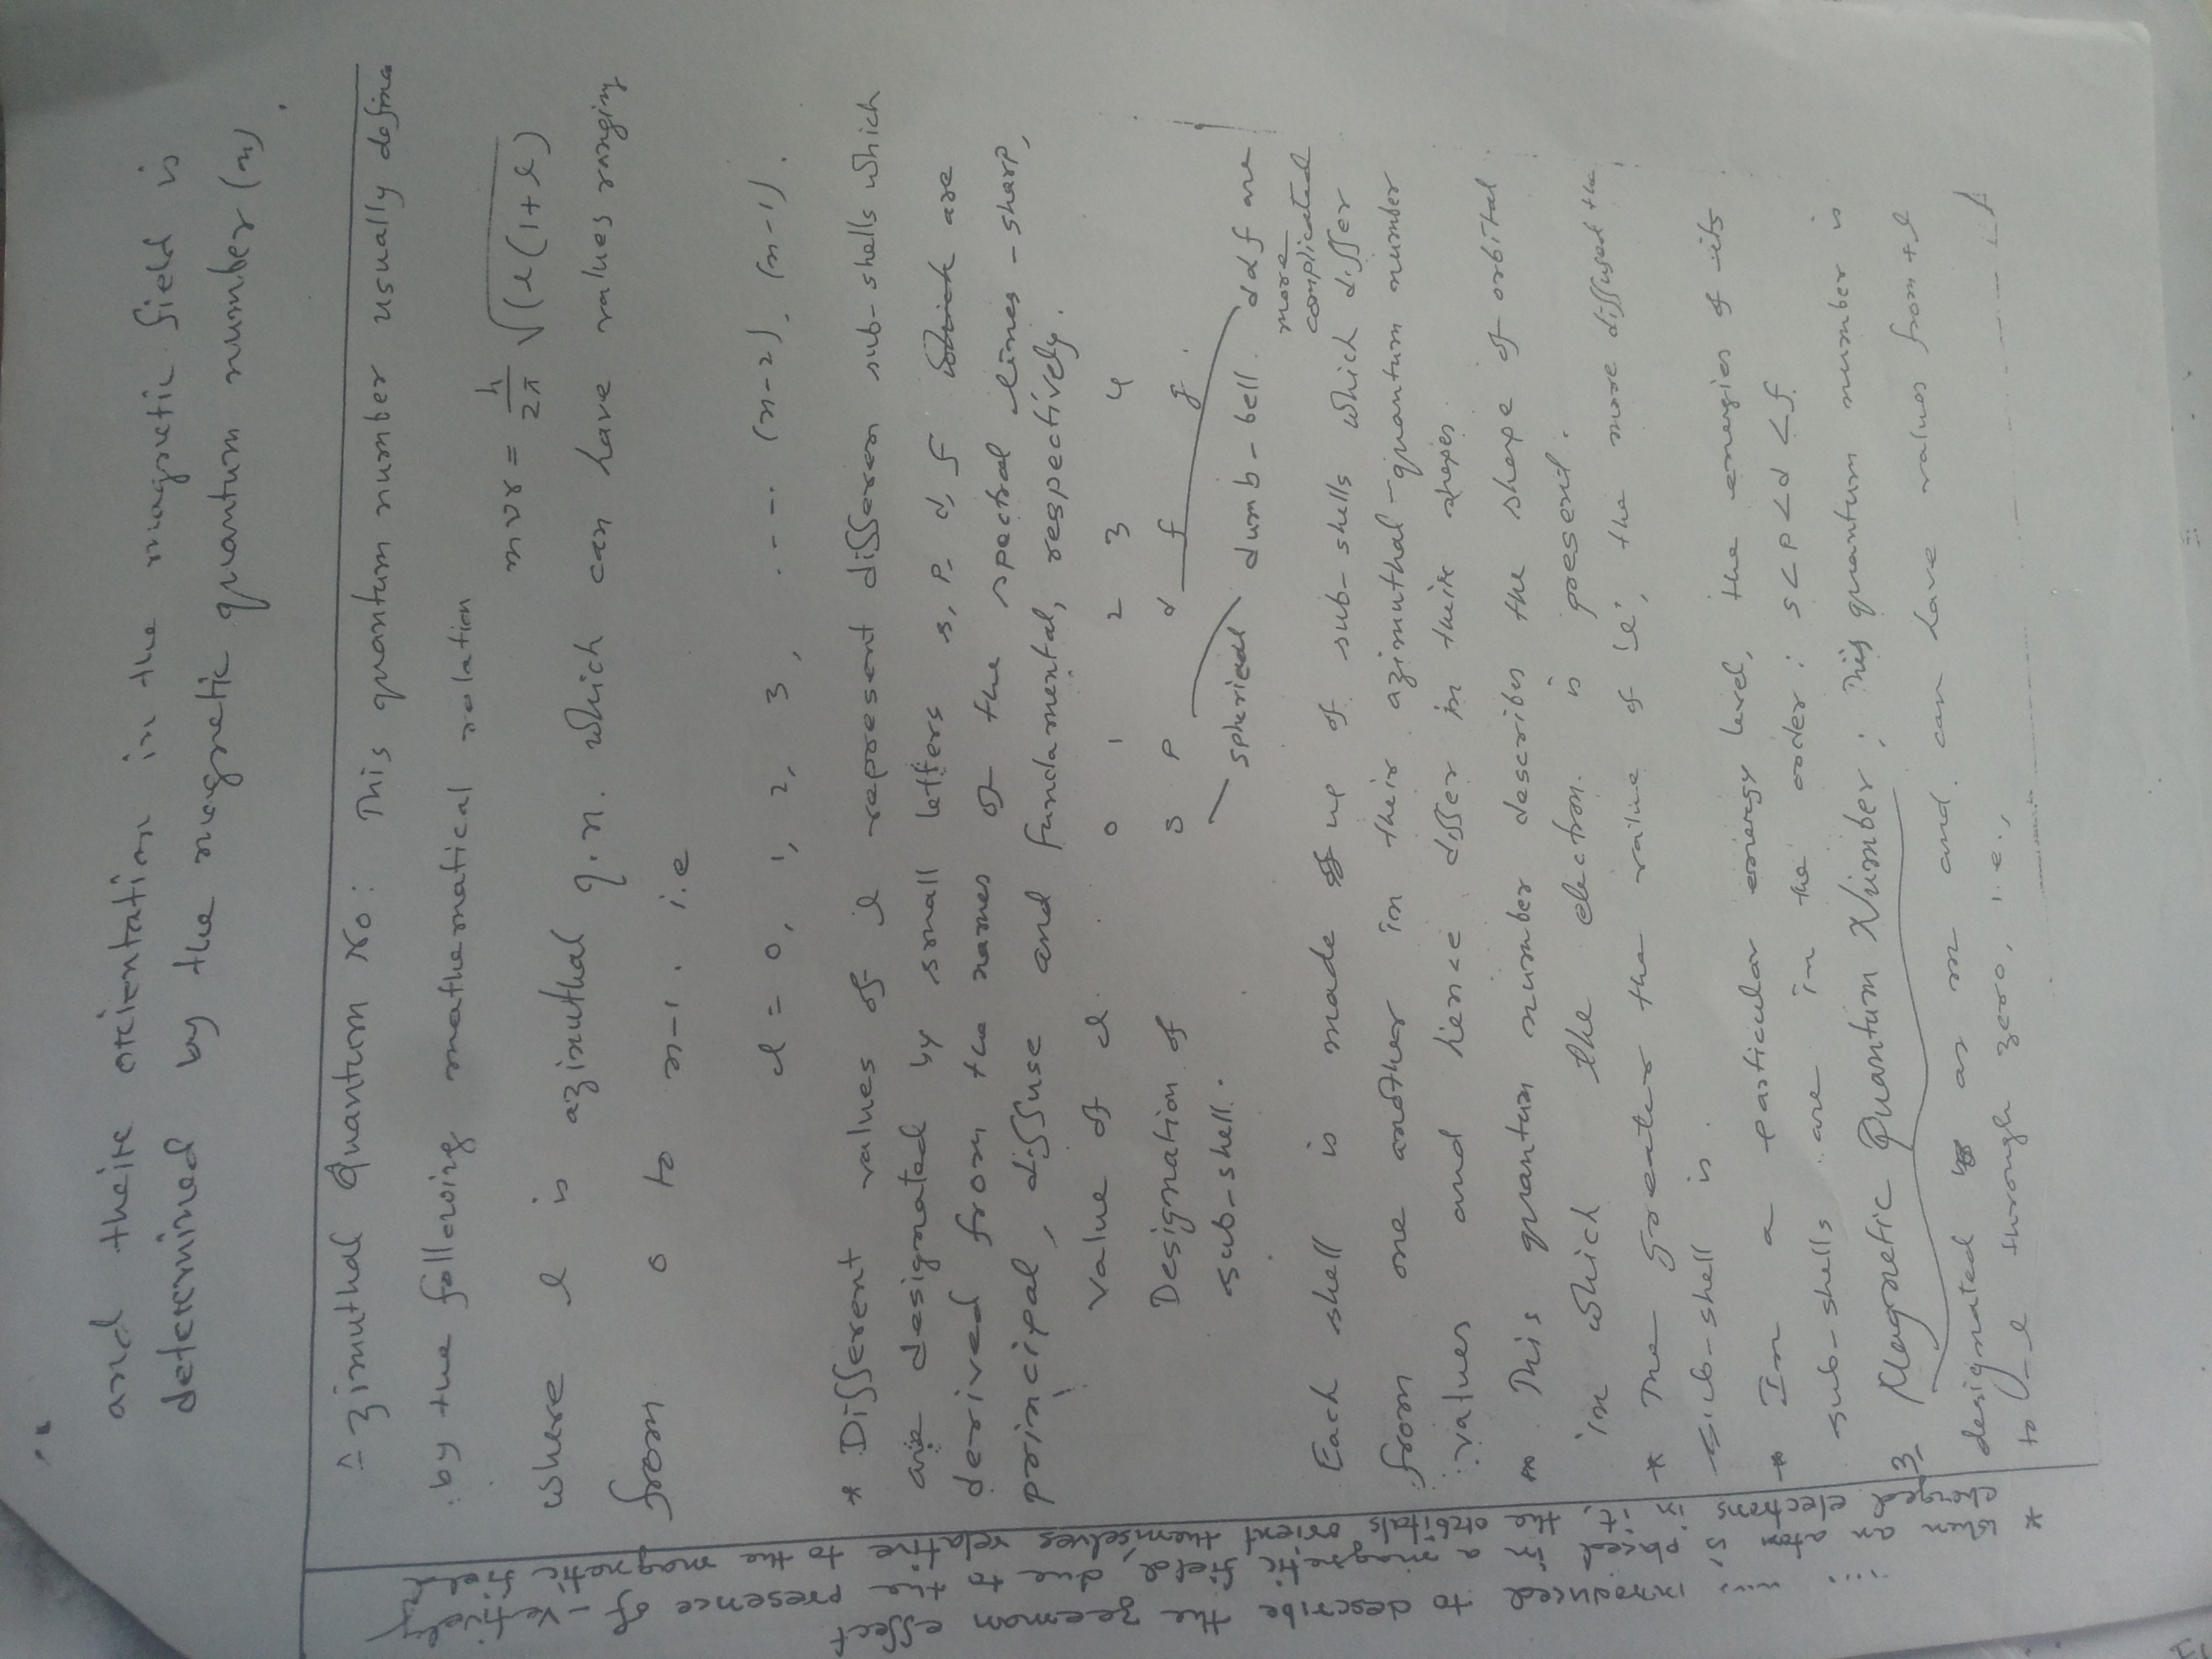 and theire orientation in the magnetic field is
determined by the magnetic quantum number (m).
Azimuthal Quantum No: This quantum number usually define
by the following mathematical relation
mvr = h/2π √(l(1+l)
where l is azimuthal q.n. which can have values ranging
from 0 to n-1. i.e
l = 0, 1, 2, 3, ..... (n-2), (n-1).
* Different values of l represent differen sub-shells which
are designated by small letters s, p, d, f which are
derived from the names of the spectral lines - sharp,
principal, diffuse and fundamental, respectively.
value of l 0 1 2 3 4
Designation of s p d f g.
sub-shell. spherical dumb-bell. d & f are
more
complicated
Each shell is made of up of sub-shells which differ
from one another in their azimuthal-quantum number
values and hence differ in their shapes
* This quantum number describes the shape of orbital
in which the electron. is present.
* The greater the value of 'l', the more diffused the
sub-shell is.
* In a particular energy level, the energies of its
sub-shells are in the order: s<p<d<f.
3) Magnetic Quantum Number: This quantum number is
designated by as m and can have values from +l
to -l through zero, i.e.,
introduced to describe the zeeman effect
* When an atom is placed in a magnetic field, due to the presence of -vetively
charged electrons in it, the orbitals orient themselves relative to the magnetic field